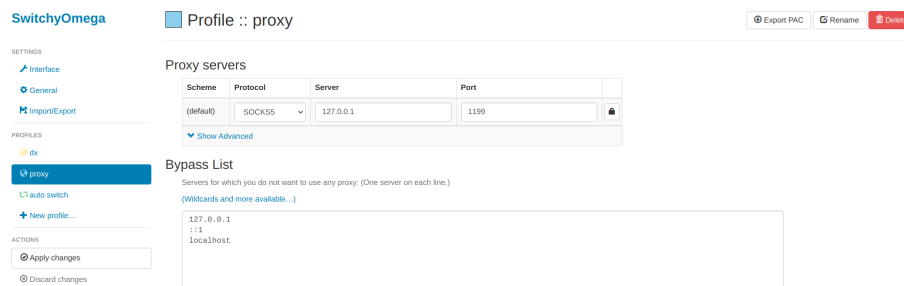 SwitchyOmega
Profile :: proxy
Export PAC
Rename
SETTINGS
Interface
General
Import/Export
PROFILES
dx
proxy
auto switch
New profile…
ACTIONS
Apply changes
Discard changes
Proxy servers
Scheme Protocol Server Port
(default) SOCKS5 127.0.0.1 1199
Show Advanced
Bypass List
Servers for which you do not want to use any proxy: (One server on each line.)
(Wildcards and more available…)
127.0.0.1
::1
localhost